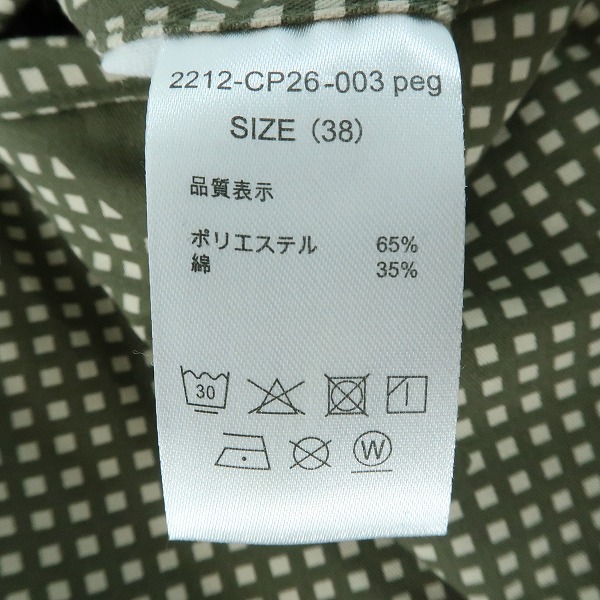 2212-CP26-003 peg
SIZE (38)
品質表示
ポリエステル 65%
綿 35%
30
W